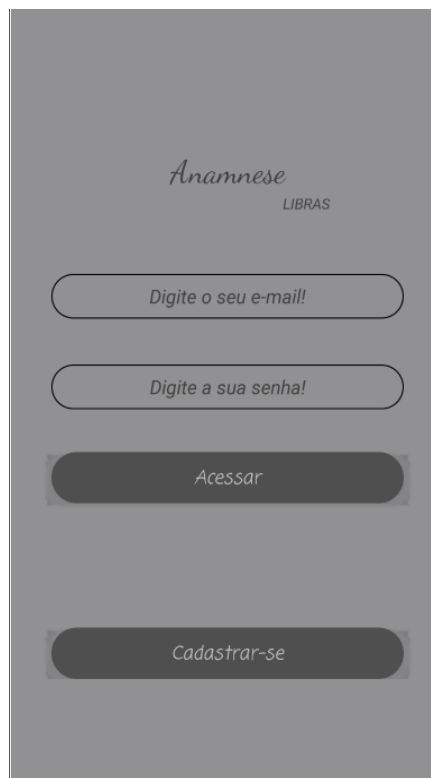 Anamnese
LIBRAS
Digite o seu e-mail!
Digite a sua senha!
Acessar
Cadastrar-se